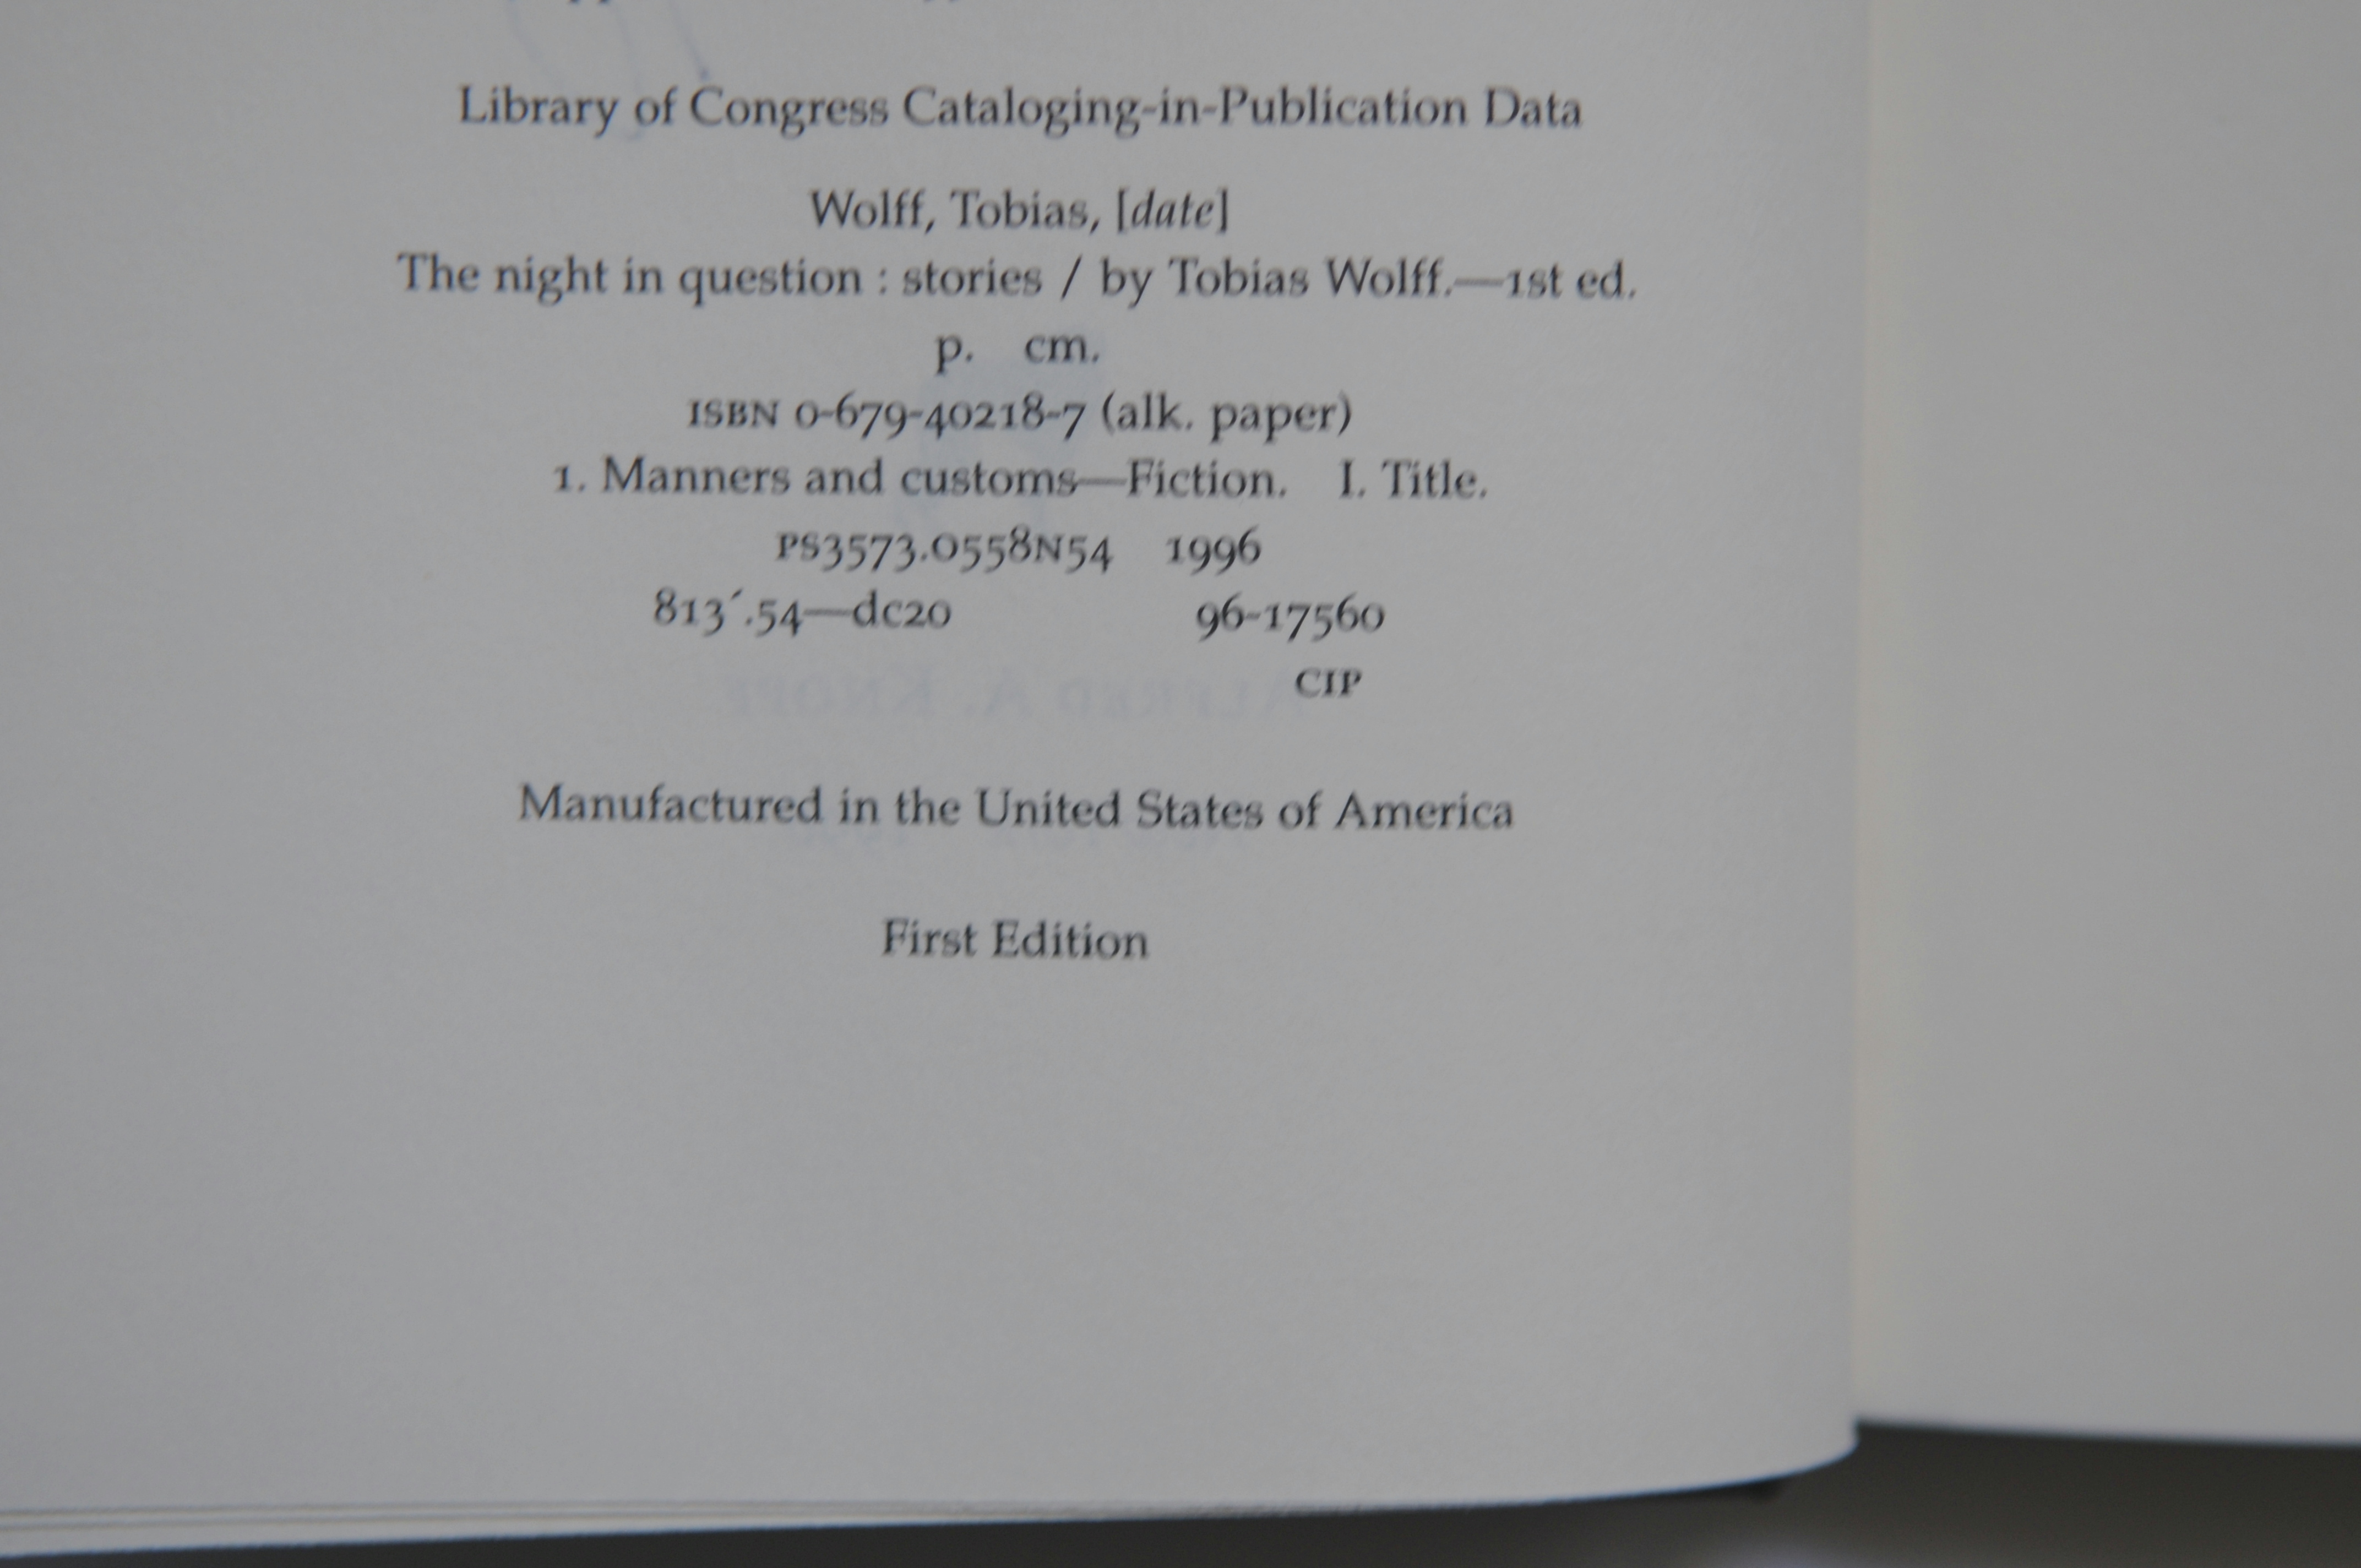 Library of Congress Cataloging-in-Publication Data
Wolff, Tobias, [date]
The night in question : stories / by Tobias Wolff.—1st ed.
p. cm.
ISBN 0-679-40218-7 (alk. paper)
1. Manners and customs—Fiction. I. Title.
PS3573.O558N54 1996
813´.54—dc20 96-17560
CIP
ALFRED A. KNOPF
Manufactured in the United States of America
First Edition